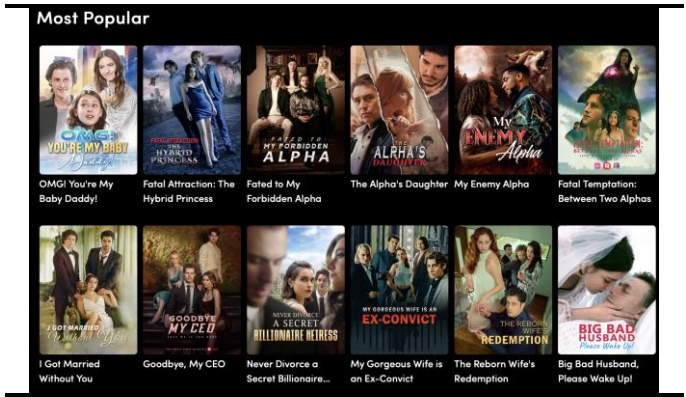 Most Popular
OMG!
YOU'RE MY BABY
Daddy!
FATAL ATTRACTION:
THE
HYBRID
PRINCESS
FATED TO
MY FORBIDDEN
ALPHA
THE
ALPHA'S
DAUGHTER
My
ENEMY
Alpha
FATAL TEMPTATION:
BETWEEN TWO ALPHAS
OMG! You're My
Baby Daddy!
Fatal Attraction: The
Hybrid Princess
Fated to My
Forbidden Alpha
The Alpha's Daughter
My Enemy Alpha
Fatal Temptation:
Between Two Alphas
I GOT MARRIED
Without You
GOODBYE
MY CEO
NEVER DIVORCE
A SECRET
BILLIONAIRE HEIRESS
MY GORGEOUS WIFE IS AN
EX-CONVICT
THE REBORN
WIFE'S
REDEMPTION
BIG BAD
HUSBAND
Please Wake Up!
I Got Married
Without You
Goodbye, My CEO
Never Divorce a
Secret Billionaire...
My Gorgeous Wife is
an Ex-Convict
The Reborn Wife's
Redemption
Big Bad Husband,
Please Wake Up!